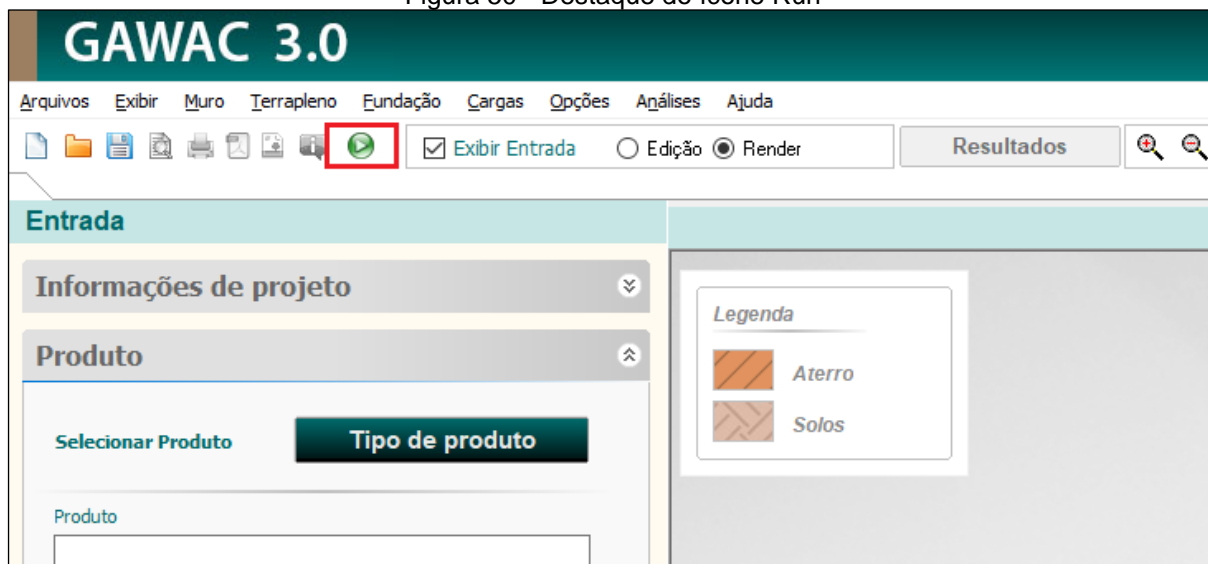 GAWAC 3.0
Arquivos Exibir Muro Terrapleno Fundação Cargas Opções Análises Ajuda
Exibir Entrada Edição Render Resultados
Entrada
Informações de projeto
Produto
Selecionar Produto Tipo de produto
Produto
Legenda
Aterro
Solos